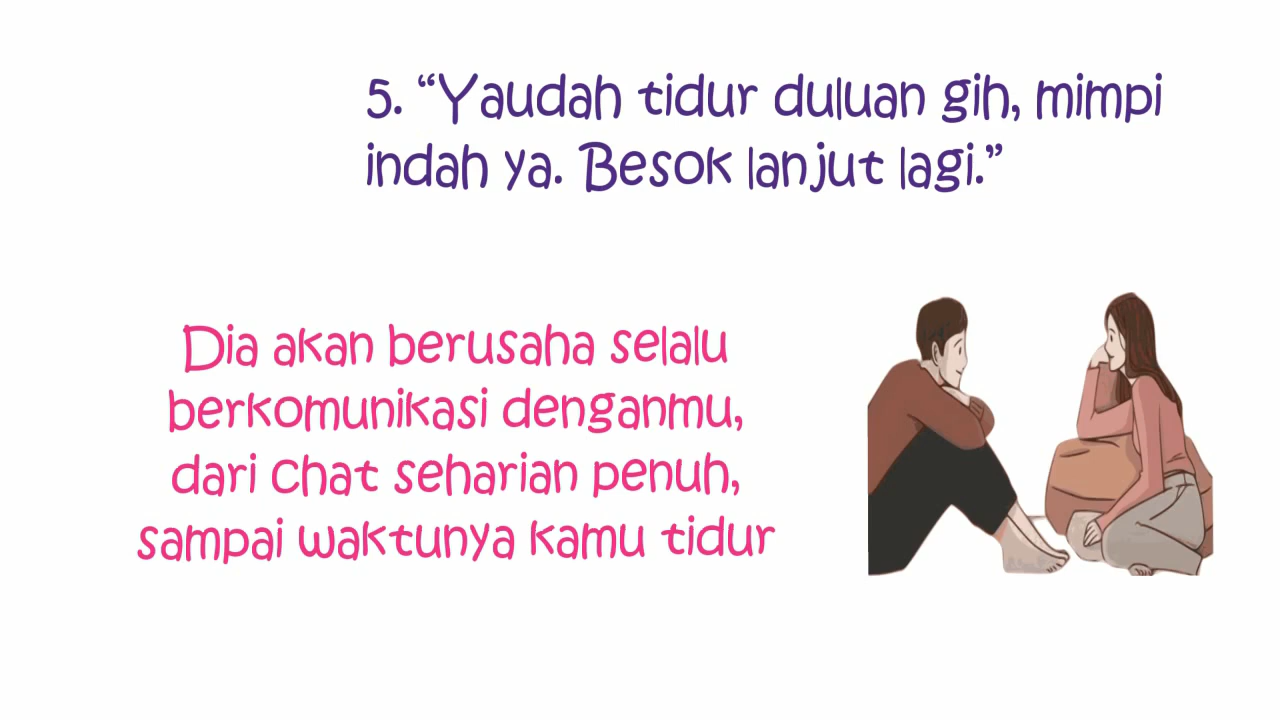 5. “Yaudah tidur duluan gih, mimpi
indah ya. Besok lanjut lagi.”
Dia akan berusaha selalu
berkomunikasi denganmu,
dari chat seharian penuh,
sampai waktunya kamu tidur